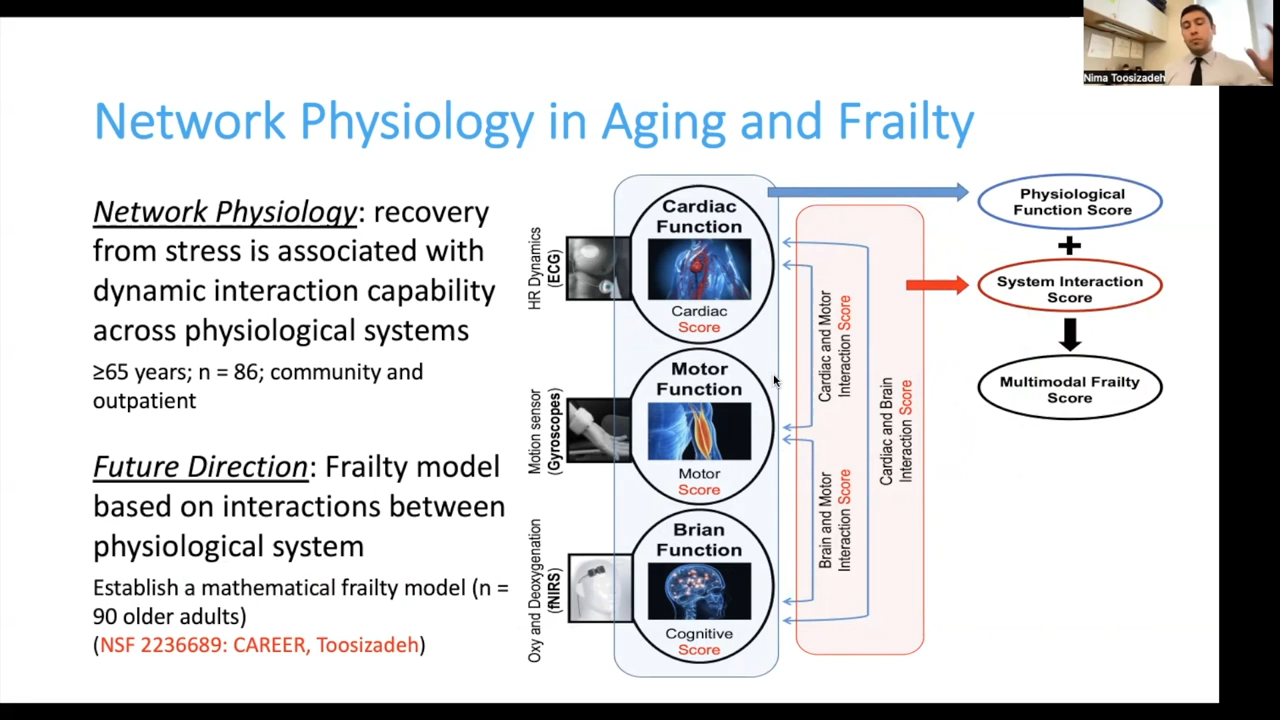 Nima Toosizadeh
Network Physiology in Aging and Frailty
Network Physiology: recovery
from stress is associated with
dynamic interaction capability
across physiological systems
≥65 years; n = 86; community and
outpatient
Future Direction: Frailty model
based on interactions between
physiological system
Establish a mathematical frailty model (n =
90 older adults)
(NSF 2236689: CAREER, Toosizadeh)
HR Dynamics
(ECG)
Cardiac
Function
Cardiac
Score
Motion sensor
(Gyroscopes)
Motor
Function
Motor
Score
Oxy and Deoxygenation
(fNIRS)
Brian
Function
Cognitive
Score
Cardiac and Motor
Interaction Score
Brain and Motor
Interaction Score
Cardiac and Brain
Interaction Score
Physiological
Function Score
+
System Interaction
Score
Multimodal Frailty
Score